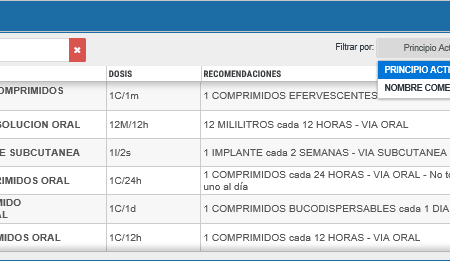 Filtrar por: Principio Acti
PRINCIPIO ACTI
NOMBRE COME
DOSIS RECOMENDACIONES
OMPRIMIDOS 1C/1m 1 COMPRIMIDOS EFERVESCENTES
SOLUCION ORAL 12M/12h 12 MILILITROS cada 12 HORAS - VIA ORAL
E SUBCUTANEA 1I/2s 1 IMPLANTE cada 2 SEMANAS - VIA SUBCUTANEA
RIMIDOS ORAL 1C/24h 1 COMPRIMIDOS cada 24 HORAS - VIA ORAL - No to
uno al día
MIDO
AL 1C/1d 1 COMPRIMIDOS BUCODISPERSABLES cada 1 DIA
MIDOS ORAL 1C/12h 1 COMPRIMIDOS cada 12 HORAS - VIA ORAL